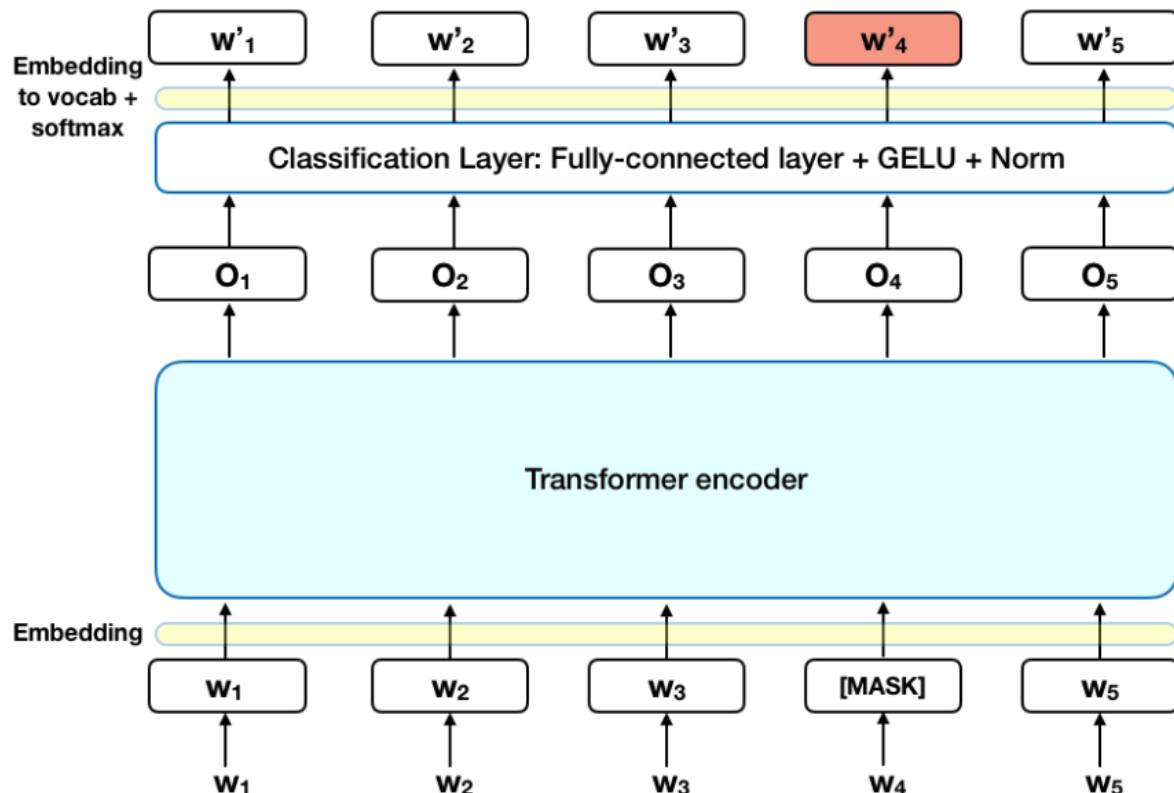 w'₁ w'₂ w'₃ w'₄ w'₅
Embedding
to vocab +
softmax
Classification Layer: Fully-connected layer + GELU + Norm
O₁ O₂ O₃ O₄ O₅
Transformer encoder
Embedding
w₁ w₂ w₃ [MASK] w₅
w₁ w₂ w₃ w₄ w₅